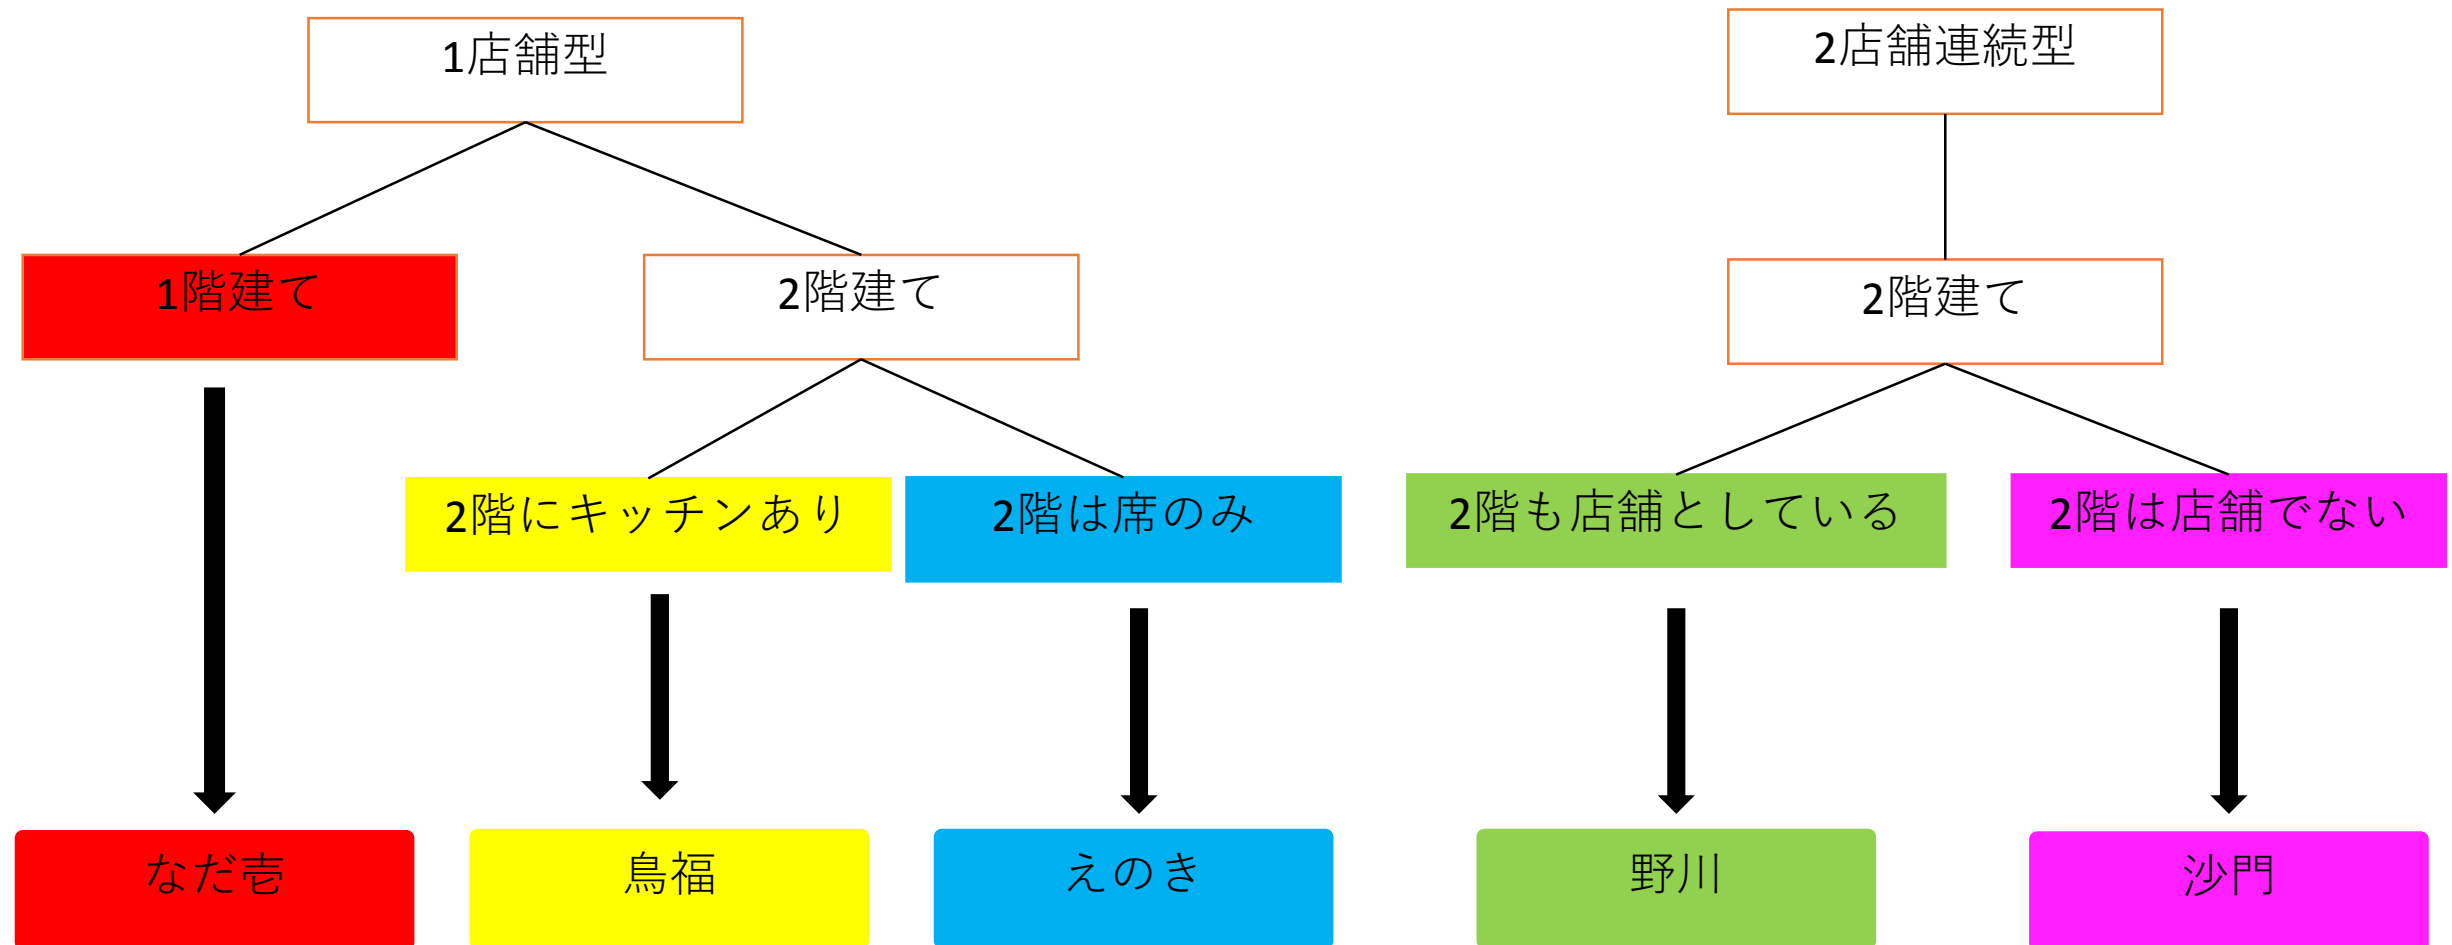 1店舗型
2店舗連続型
1階建て
2階建て
2階建て
2階にキッチンあり
2階は席のみ
2階も店舗としている
2階は店舗でない
なだ壱
鳥福
えのき
野川
沙門